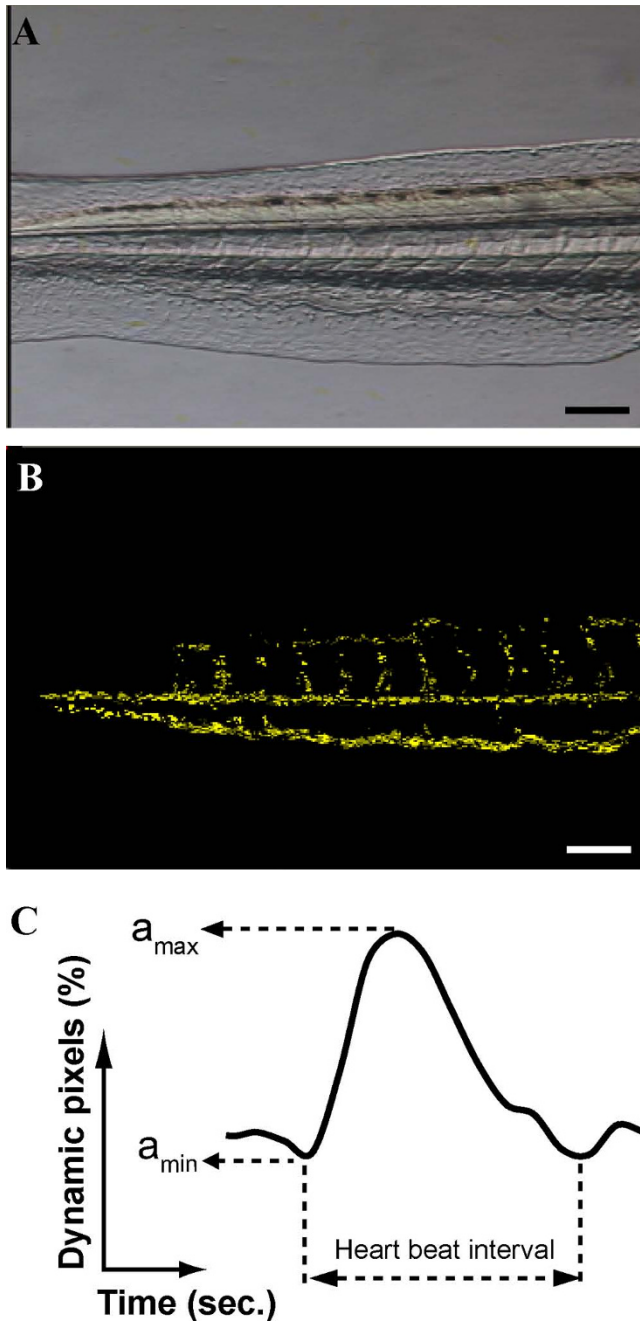 A
B
C
a max
a min
Dynamic pixels (%)
Heart beat interval
Time (sec.)